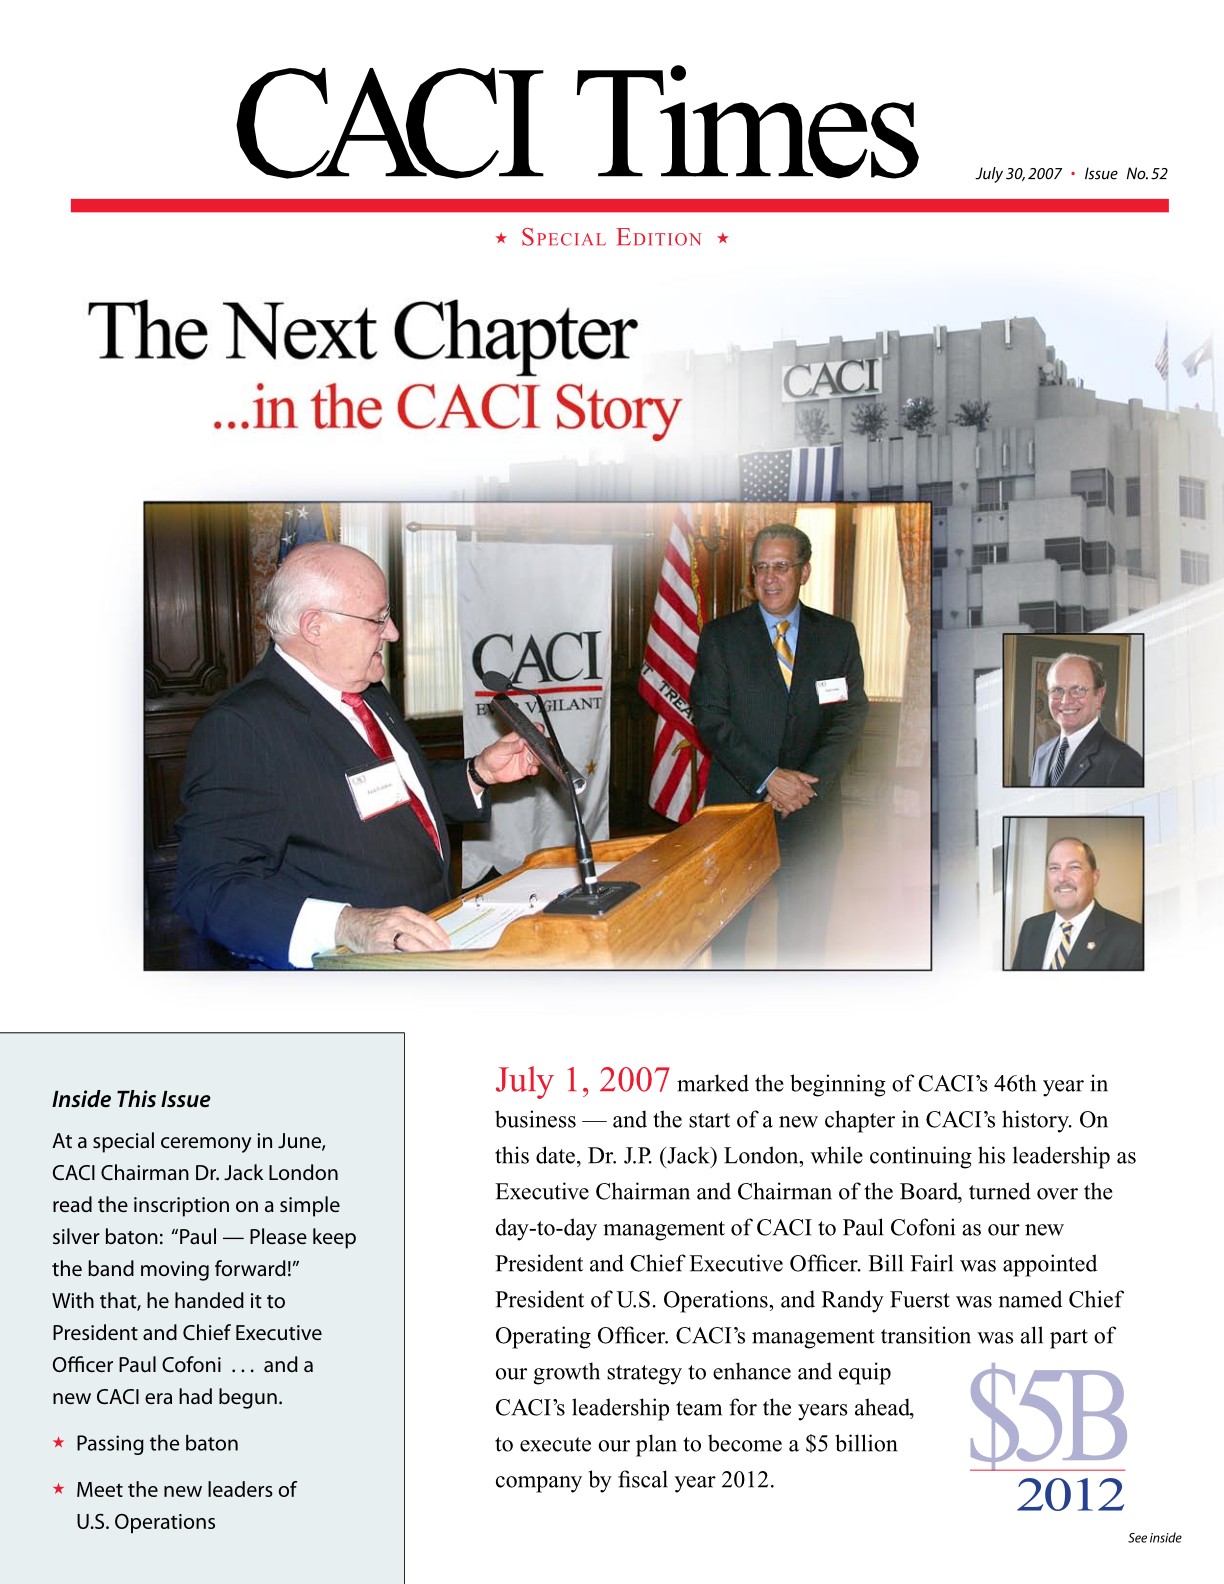 CACI Times
July 30, 2007 • Issue No. 52
★ Special Edition ★
The Next Chapter
...in the CACI Story
CACI
CACI
EVER VIGILANT
TREA
CACI
Jack London
Inside This Issue
At a special ceremony in June,
CACI Chairman Dr. Jack London
read the inscription on a simple
silver baton: “Paul — Please keep
the band moving forward!”
With that, he handed it to
President and Chief Executive
Officer Paul Cofoni . . . and a
new CACI era had begun.
★ Passing the baton
★ Meet the new leaders of
U.S. Operations
July 1, 2007 marked the beginning of CACI’s 46th year in
business — and the start of a new chapter in CACI’s history. On
this date, Dr. J.P. (Jack) London, while continuing his leadership as
Executive Chairman and Chairman of the Board, turned over the
day-to-day management of CACI to Paul Cofoni as our new
President and Chief Executive Officer. Bill Fairl was appointed
President of U.S. Operations, and Randy Fuerst was named Chief
Operating Officer. CACI’s management transition was all part of
our growth strategy to enhance and equip
CACI’s leadership team for the years ahead,
to execute our plan to become a $5 billion
company by fiscal year 2012.
$5B
2012
See inside